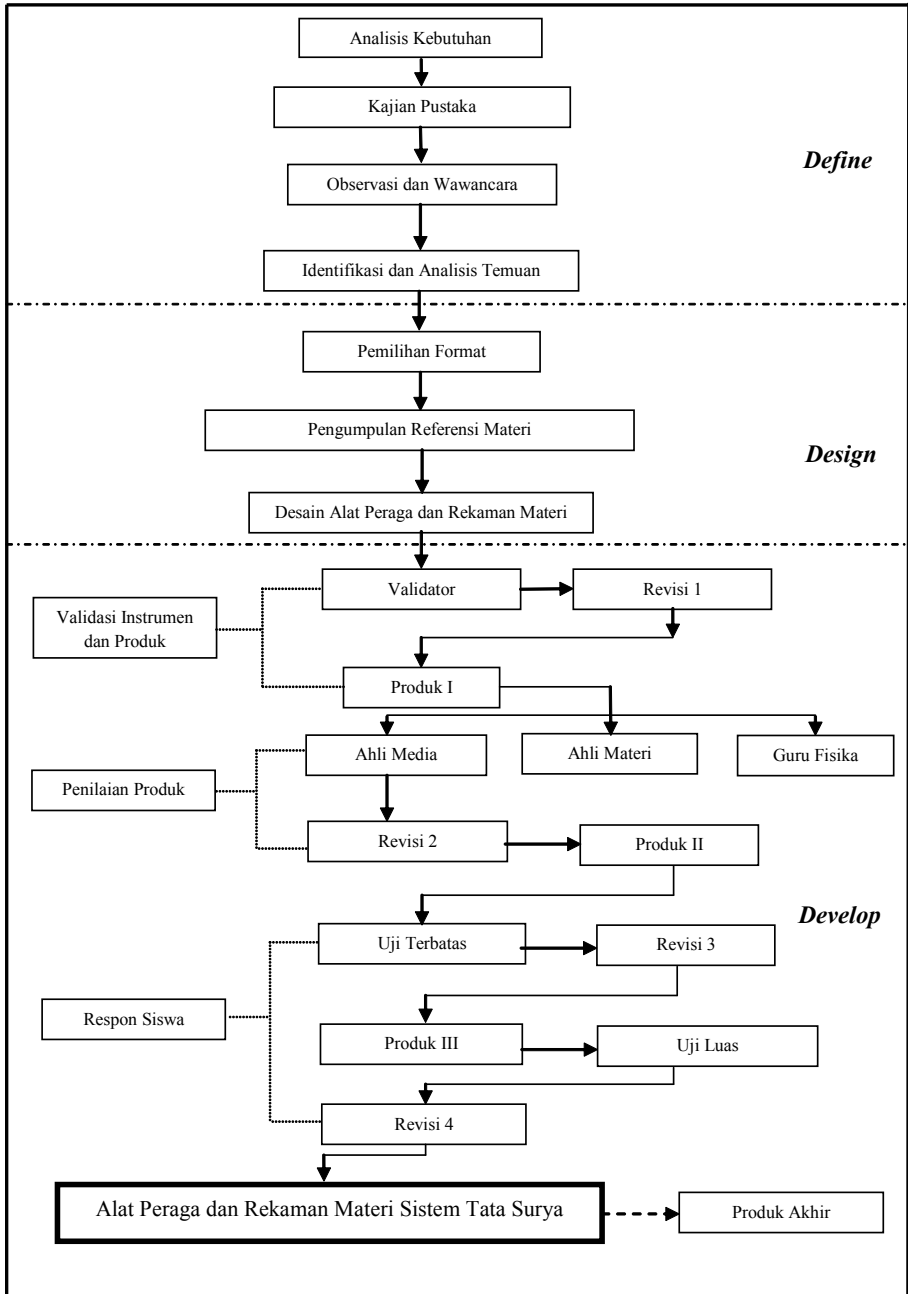 Analisis Kebutuhan
Kajian Pustaka
Define
Observasi dan Wawancara
Identifikasi dan Analisis Temuan
Pemilihan Format
Pengumpulan Referensi Materi
Design
Desain Alat Peraga dan Rekaman Materi
Validator
Revisi 1
Validasi Instrumen
dan Produk
Produk I
Ahli Media
Ahli Materi
Guru Fisika
Penilaian Produk
Revisi 2
Produk II
Develop
Uji Terbatas
Revisi 3
Respon Siswa
Produk III
Uji Luas
Revisi 4
Alat Peraga dan Rekaman Materi Sistem Tata Surya
Produk Akhir